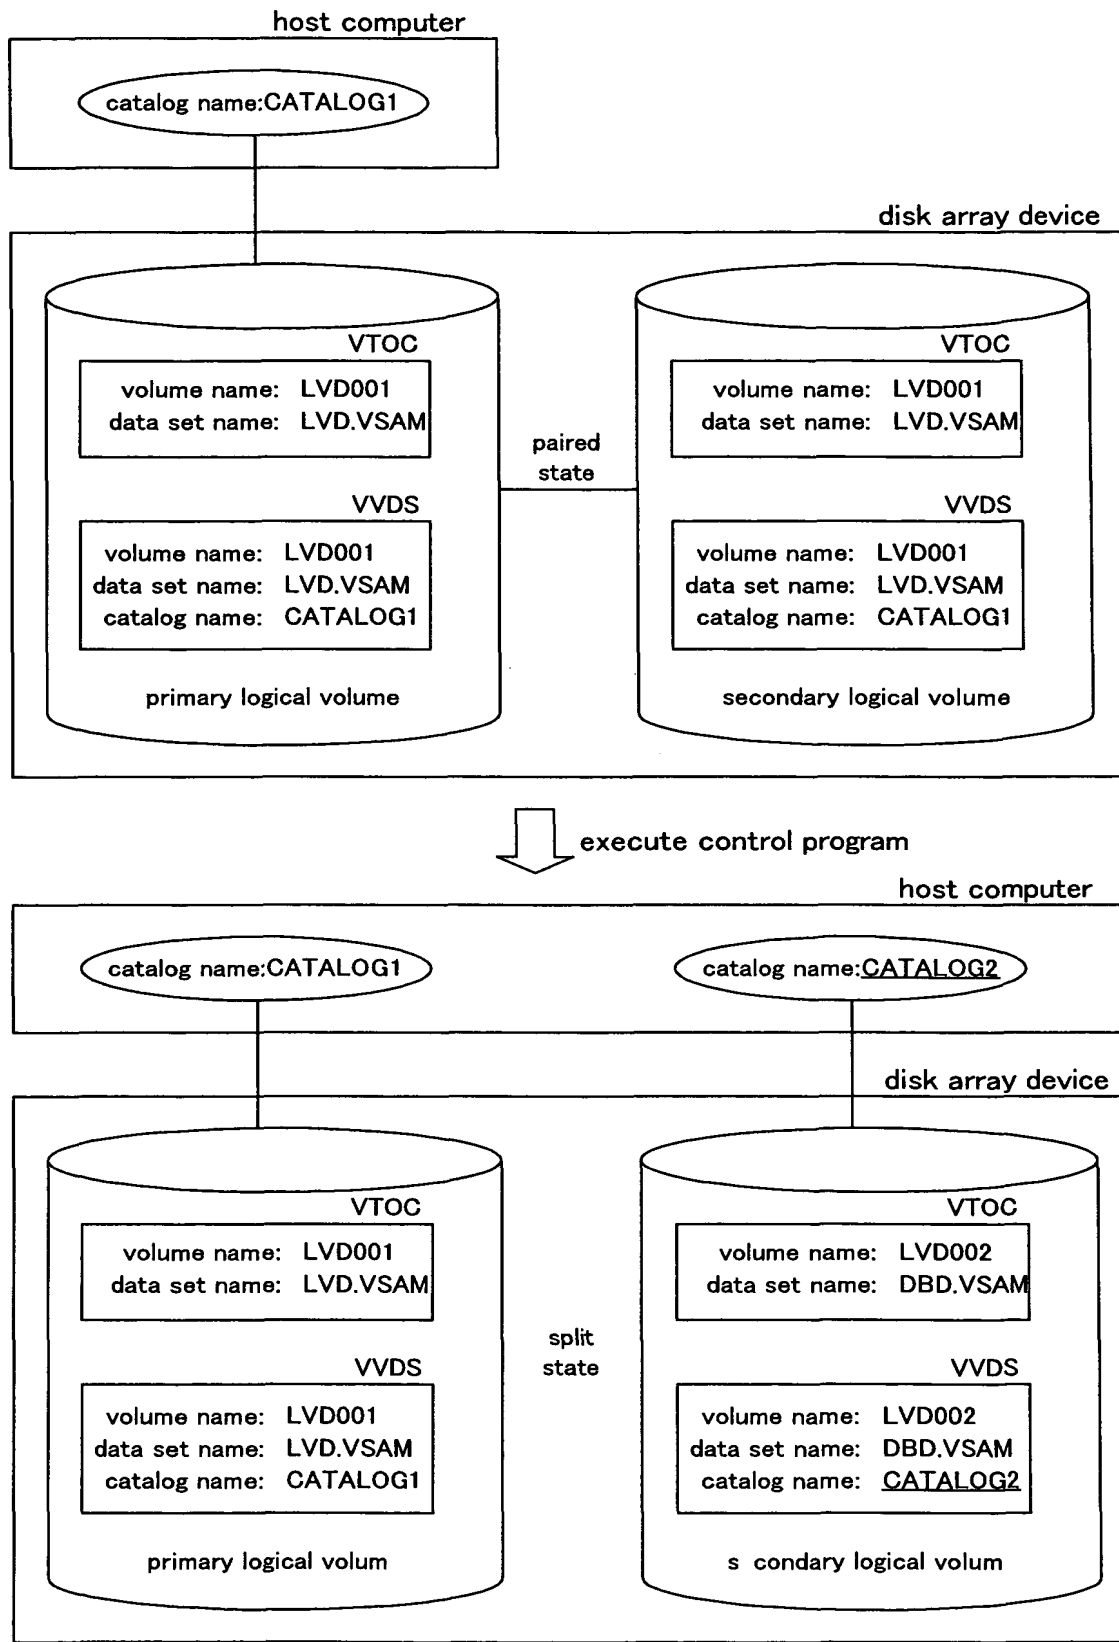 host computer
catalog name:CATALOG1
disk array device
VTOC
volume name: LVD001
data set name: LVD.VSAM
VVDS
volume name: LVD001
data set name: LVD.VSAM
catalog name: CATALOG1
primary logical volume
paired
state
VTOC
volume name: LVD001
data set name: LVD.VSAM
VVDS
volume name: LVD001
data set name: LVD.VSAM
catalog name: CATALOG1
secondary logical volume
execute control program
host computer
catalog name:CATALOG1
catalog name:CATALOG2
disk array device
VTOC
volume name: LVD001
data set name: LVD.VSAM
VVDS
volume name: LVD001
data set name: LVD.VSAM
catalog name: CATALOG1
primary logical volum
split
state
VTOC
volume name: LVD002
data set name: DBD.VSAM
VVDS
volume name: LVD002
data set name: DBD.VSAM
catalog name: CATALOG2
s condary logical volum